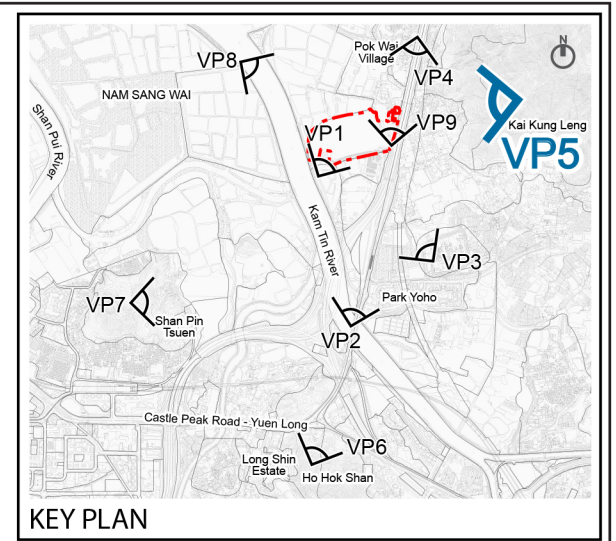 VP8
Pok Wai
Village
VP4
N
NAM SANG WAI
VP1
VP9
Kai Kung Leng
VP5
Shan Pui River
Kam Tin River
VP3
VP7
Shan Pin
Tsuen
Park Yoho
VP2
Castle Peak Road - Yuen Long
VP6
Long Shin
Estate
Ho Hok Shan
KEY PLAN